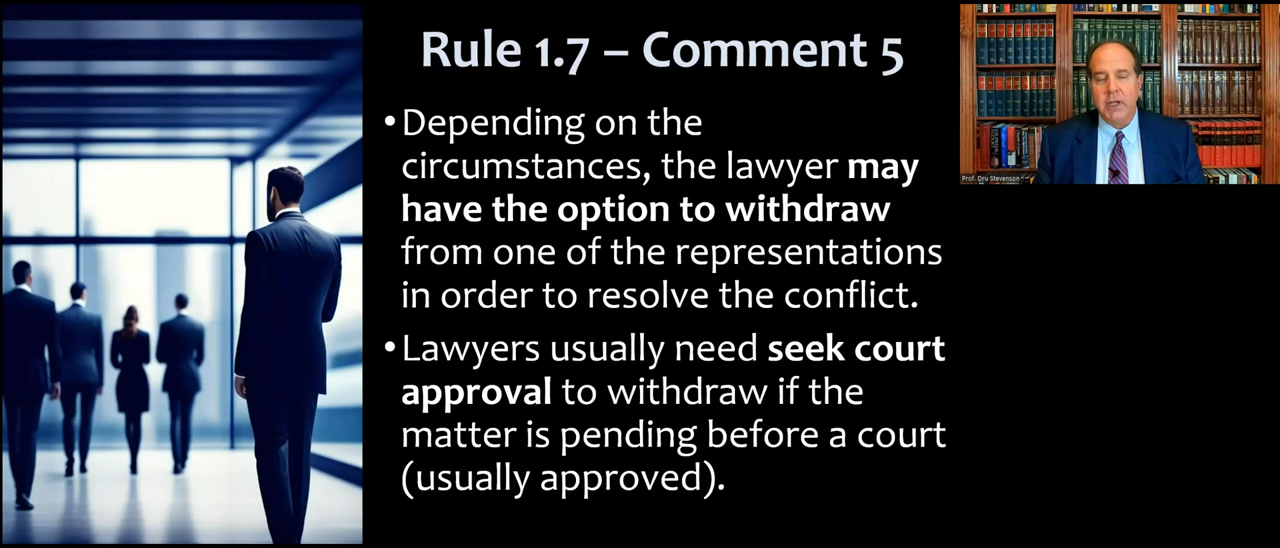 Rule 1.7 – Comment 5
•Depending on the
circumstances, the lawyer may
have the option to withdraw
from one of the representations
in order to resolve the conflict.
•Lawyers usually need seek court
approval to withdraw if the
matter is pending before a court
(usually approved).
Prof. Dru Stevenson